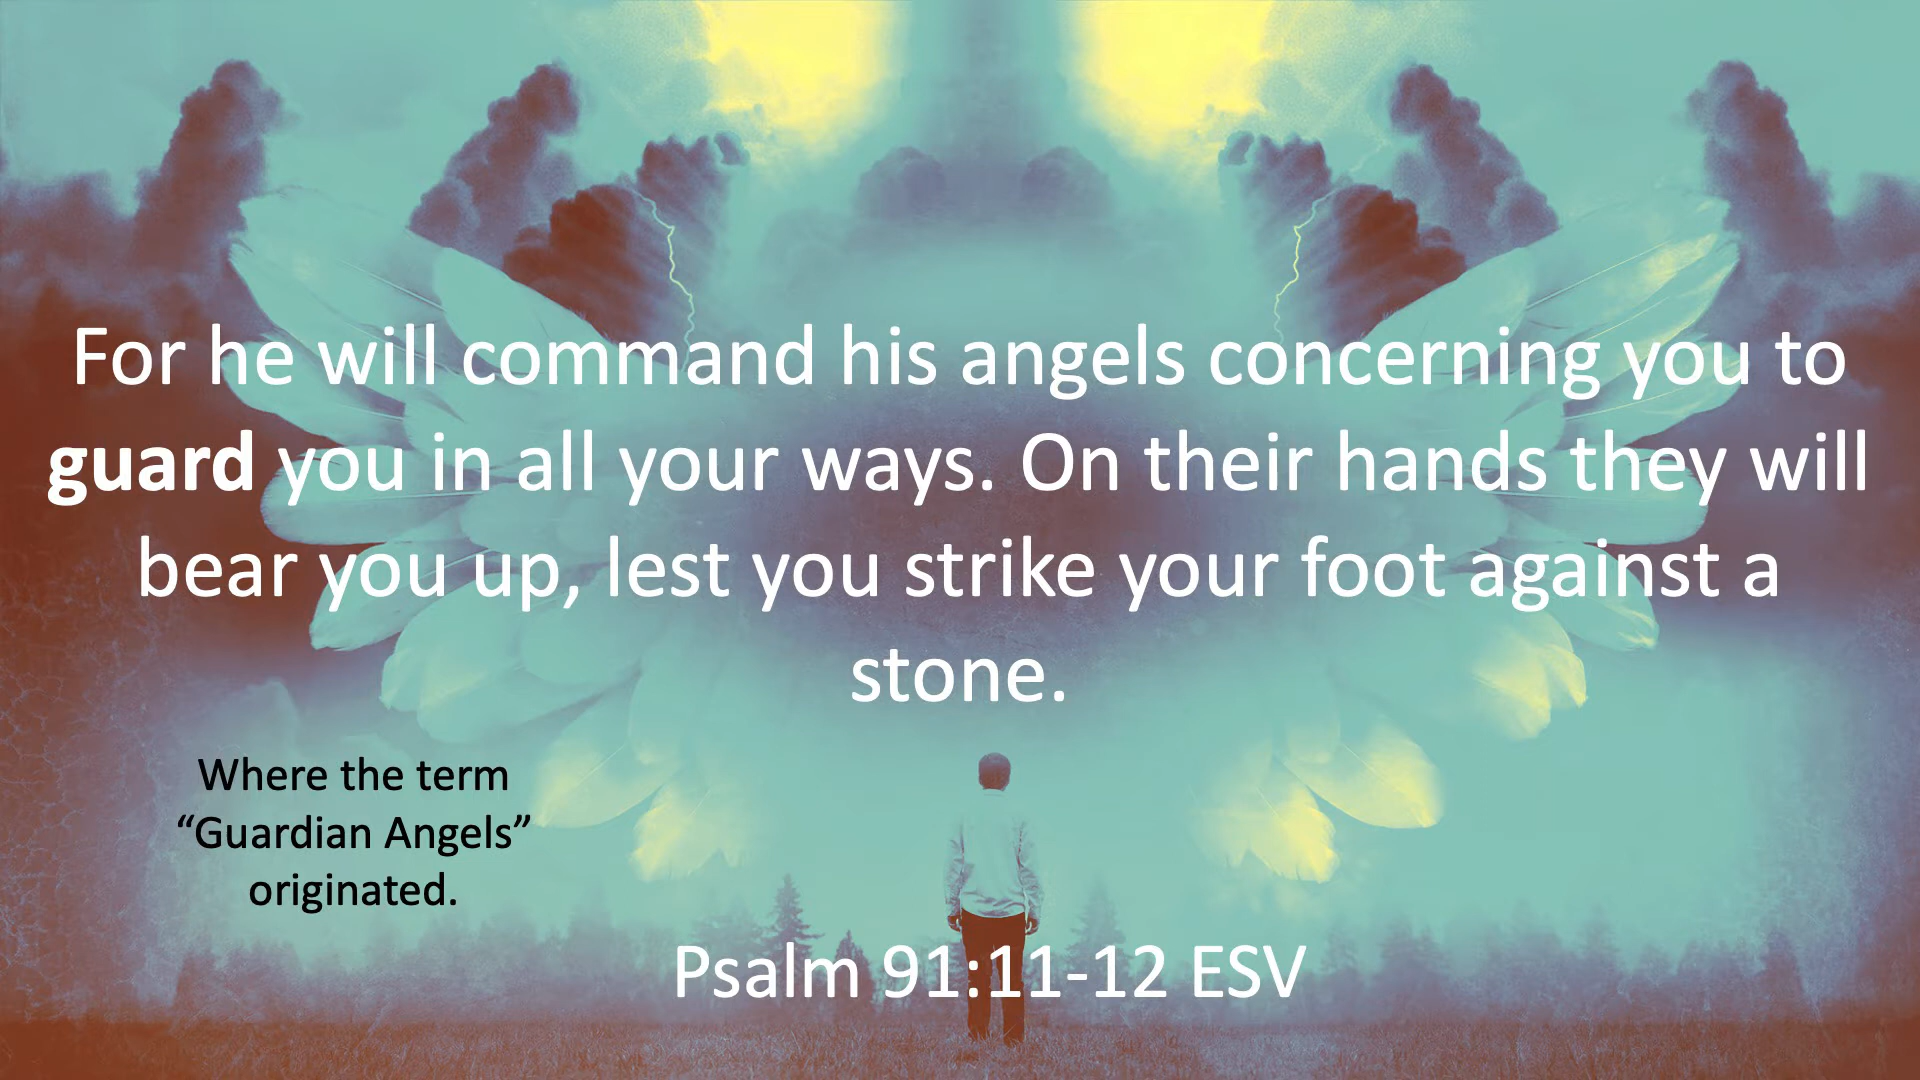 For he will command his angels concerning you to
guard you in all your ways. On their hands they will
bear you up, lest you strike your foot against a
stone.
Where the term
“Guardian Angels”
originated.
Psalm 91:11-12 ESV